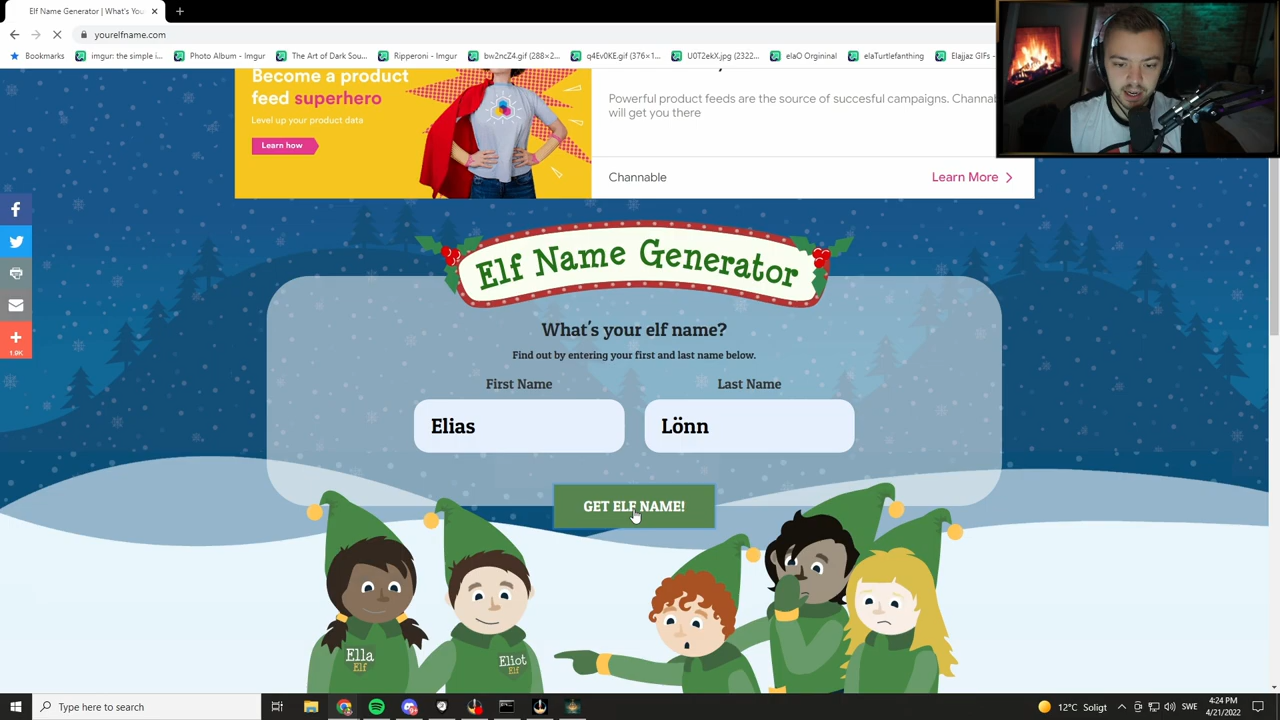 Elf Name Generator | What's You
yourelfname.com
Bookmarks
imgur: the simple i...
Photo Album - Imgur
The Art of Dark Sou...
Ripperoni - Imgur
bw2ncZ4.gif (288×2...
q4Ev0KE.gif (376×1...
U0T2ekX.jpg (2322...
elaO Orgininal
elaTurtlefanthing
Elajjaz GIFs -
Become a product
feed superhero
Level up your product data
Learn how
Powerful product feeds are the source of succesful campaigns. Channab
will get you there
Channable
Learn More
1.9K
Elf Name Generator
What's your elf name?
Find out by entering your first and last name below.
First Name
Last Name
Elias
Lönn
GET ELF NAME!
Ella
Elf
Eliot
Elf
Type here to search
12°C Soligt
SWE
4:24 PM
4/21/2022